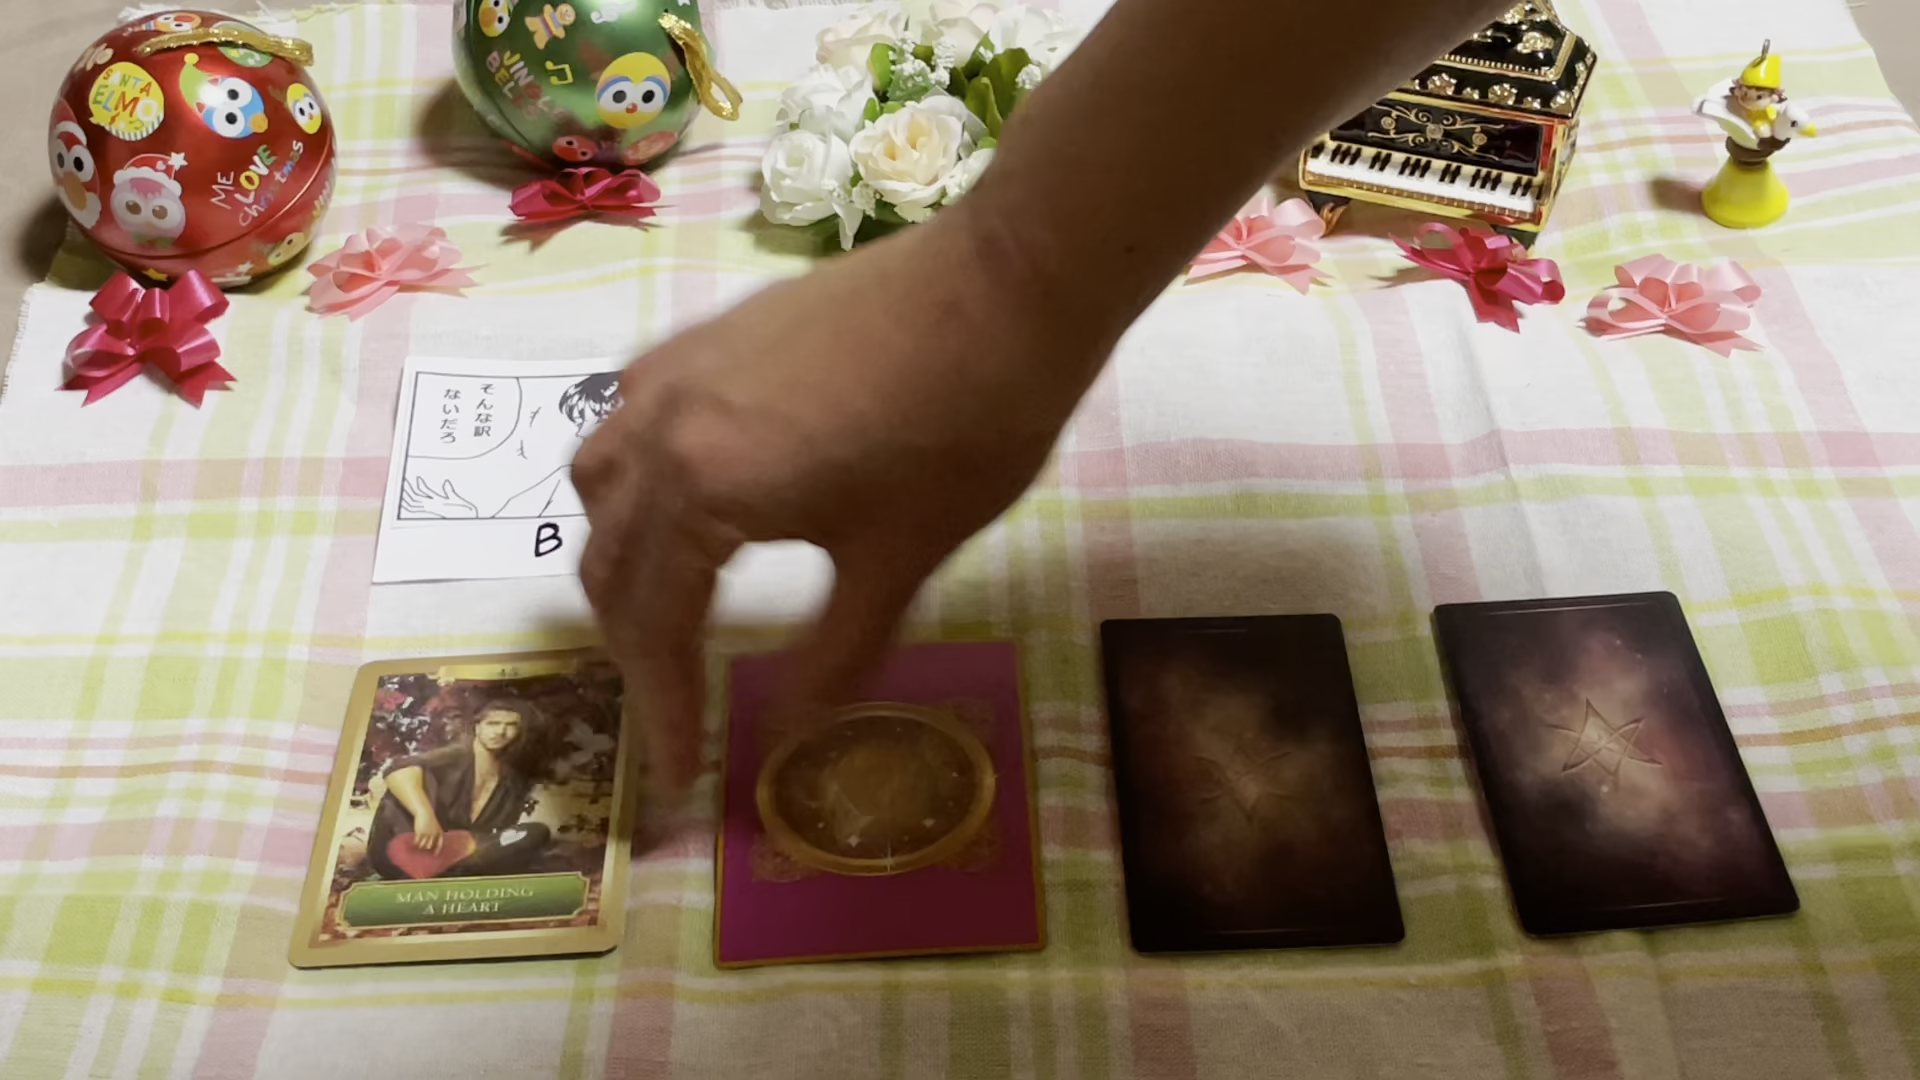 SANTA
ELMO
ME
LOVE
Christmas
JINGLE
BELLS
そんな訳
ないだろ
B
MAN HOLDING
A HEART